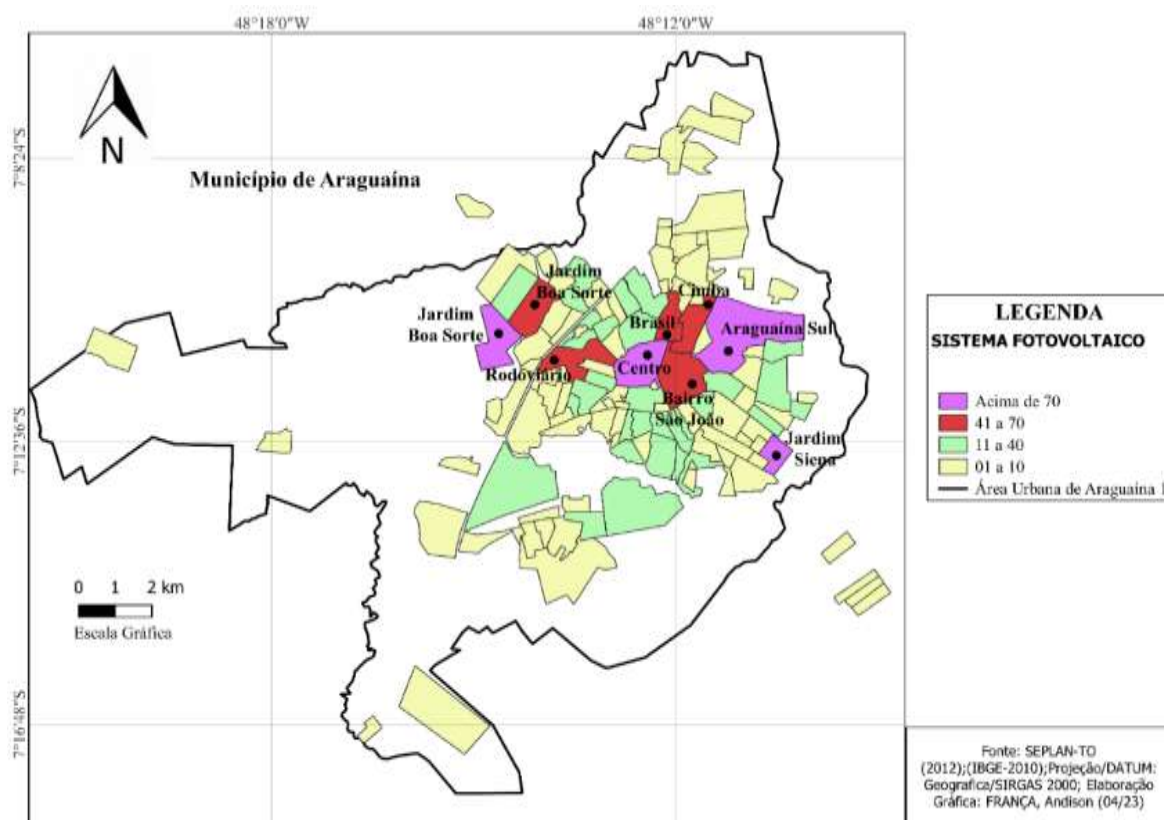 48°18'0"W
48°12'0"W
7°8'24"S
7°12'36"S
7°16'48"S
N
Município de Araguaína
Jardim
Boa Sorte
Jardim
Boa Sorte
Cimba
Brasil
Araguaína Sul
Rodoviário
Centro
Bairro
São João
Jardim
Siena
0 1 2 km
Escala Gráfica
LEGENDA
SISTEMA FOTOVOLTAICO
Acima de 70
41 a 70
11 a 40
01 a 10
Área Urbana de Araguaína
Fonte: SEPLAN-TO
(2012);(IBGE-2010);Projeção/DATUM:
Geografica/SIRGAS 2000; Elaboração
Gráfica: FRANÇA, Andison (04/23)